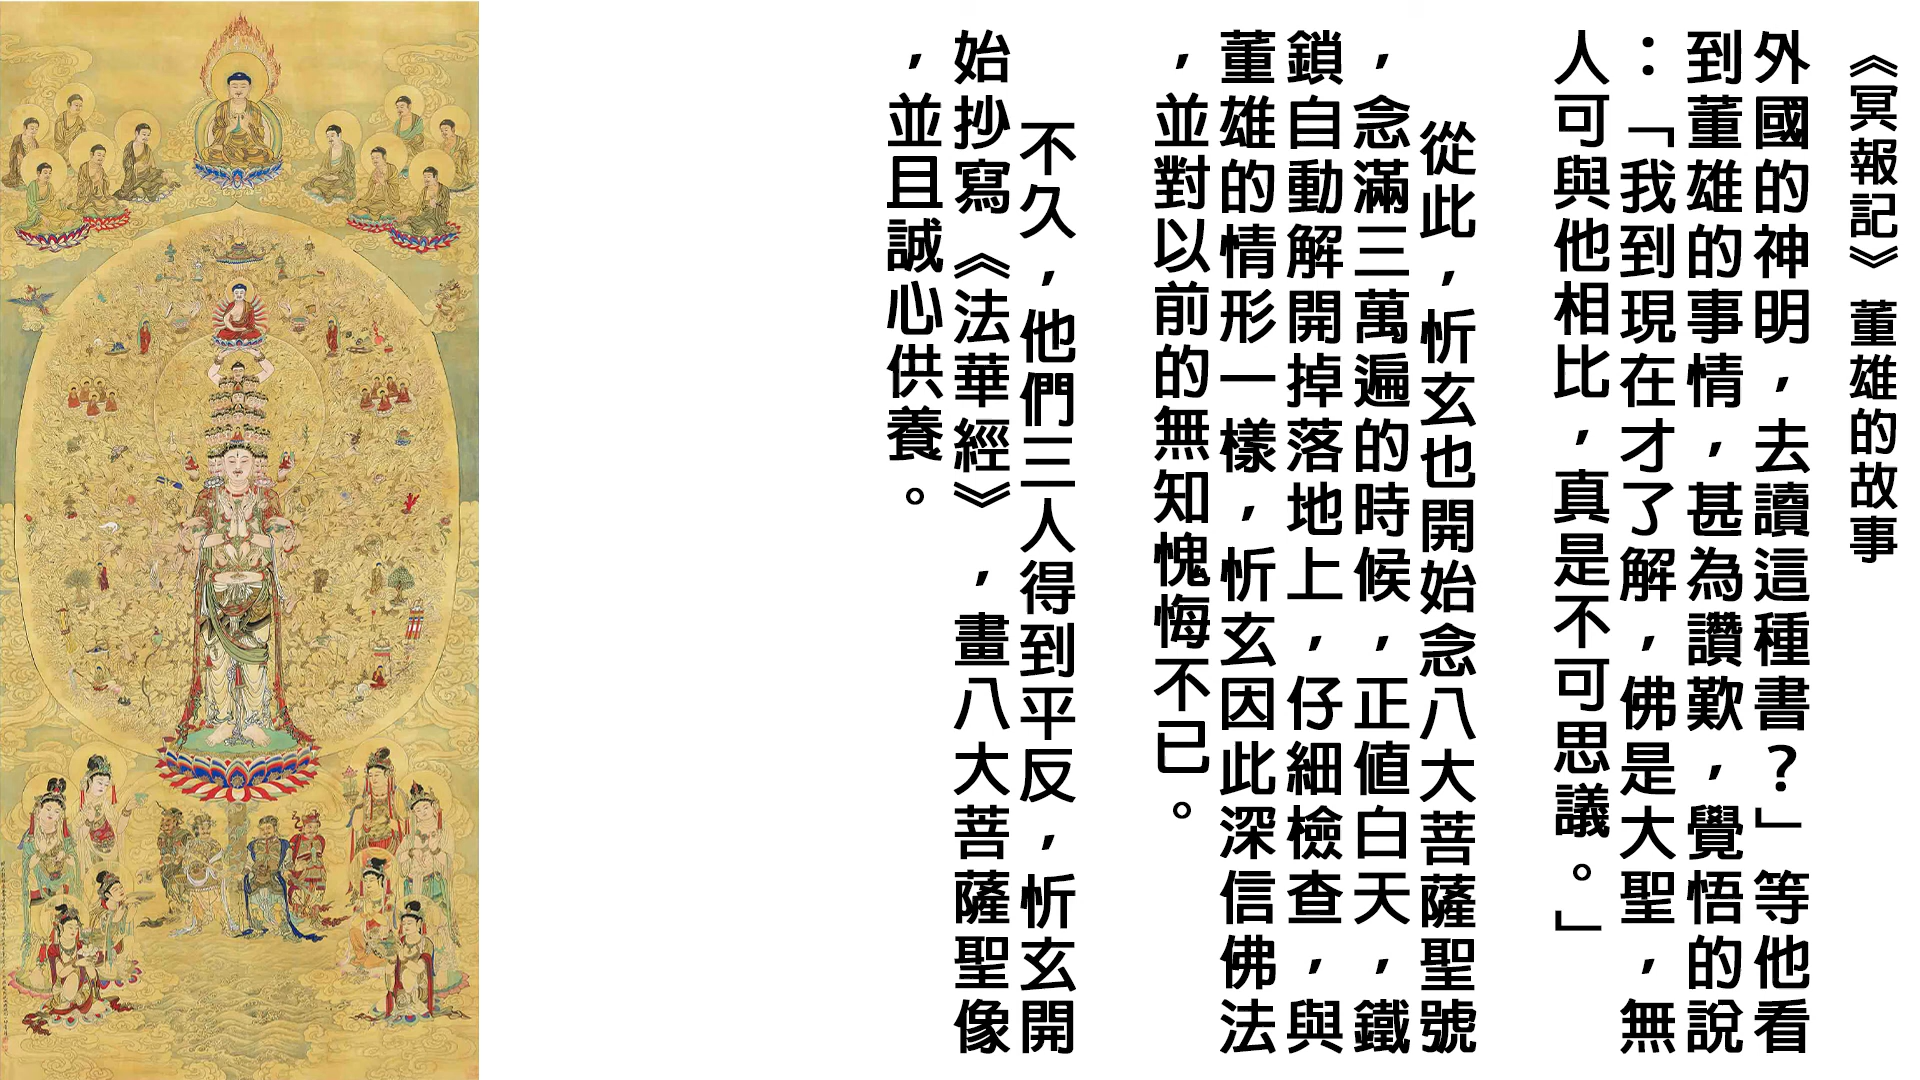 《冥報記》董雄的故事
外國的神明，去讀這種書？」等他看
到董雄的事情，甚為讚歎，覺悟的說
：「我到現在才了解，佛是大聖，無
人可與他相比，真是不可思議。」
從此，忻玄也開始念八大菩薩聖號
，念滿三萬遍的時候，正值白天，鐵
鎖自動解開掉落地上，仔細檢查，與
董雄的情形一樣，忻玄因此深信佛法
，並對以前的無知愧悔不已。
不久，他們三人得到平反，忻玄開
始抄寫《法華經》，畫八大菩薩聖像
，並且誠心供養。